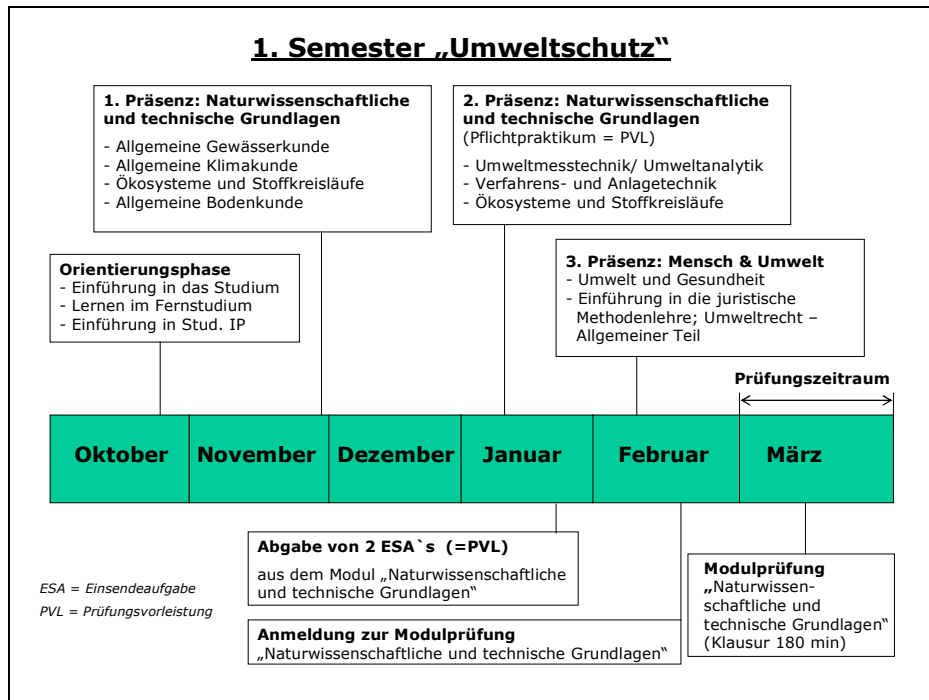 1. Semester „Umweltschutz“
1. Präsenz: Naturwissenschaftliche
und technische Grundlagen
- Allgemeine Gewässerkunde
- Allgemeine Klimakunde
- Ökosysteme und Stoffkreisläufe
- Allgemeine Bodenkunde
2. Präsenz: Naturwissenschaftliche
und technische Grundlagen
(Pflichtpraktikum = PVL)
- Umweltmesstechnik/ Umweltanalytik
- Verfahrens- und Anlagetechnik
- Ökosysteme und Stoffkreisläufe
Orientierungsphase
- Einführung in das Studium
- Lernen im Fernstudium
- Einführung in Stud. IP
3. Präsenz: Mensch & Umwelt
- Umwelt und Gesundheit
- Einführung in die juristische
Methodenlehre; Umweltrecht –
Allgemeiner Teil
Prüfungszeitraum
Oktober November Dezember Januar Februar März
Abgabe von 2 ESA`s (=PVL)
aus dem Modul „Naturwissenschaftliche
und technische Grundlagen“
ESA = Einsendeaufgabe
PVL = Prüfungsvorleistung
Anmeldung zur Modulprüfung
„Naturwissenschaftliche und technische Grundlagen“
Modulprüfung
„Naturwissen-
schaftliche und
technische Grundlagen“
(Klausur 180 min)